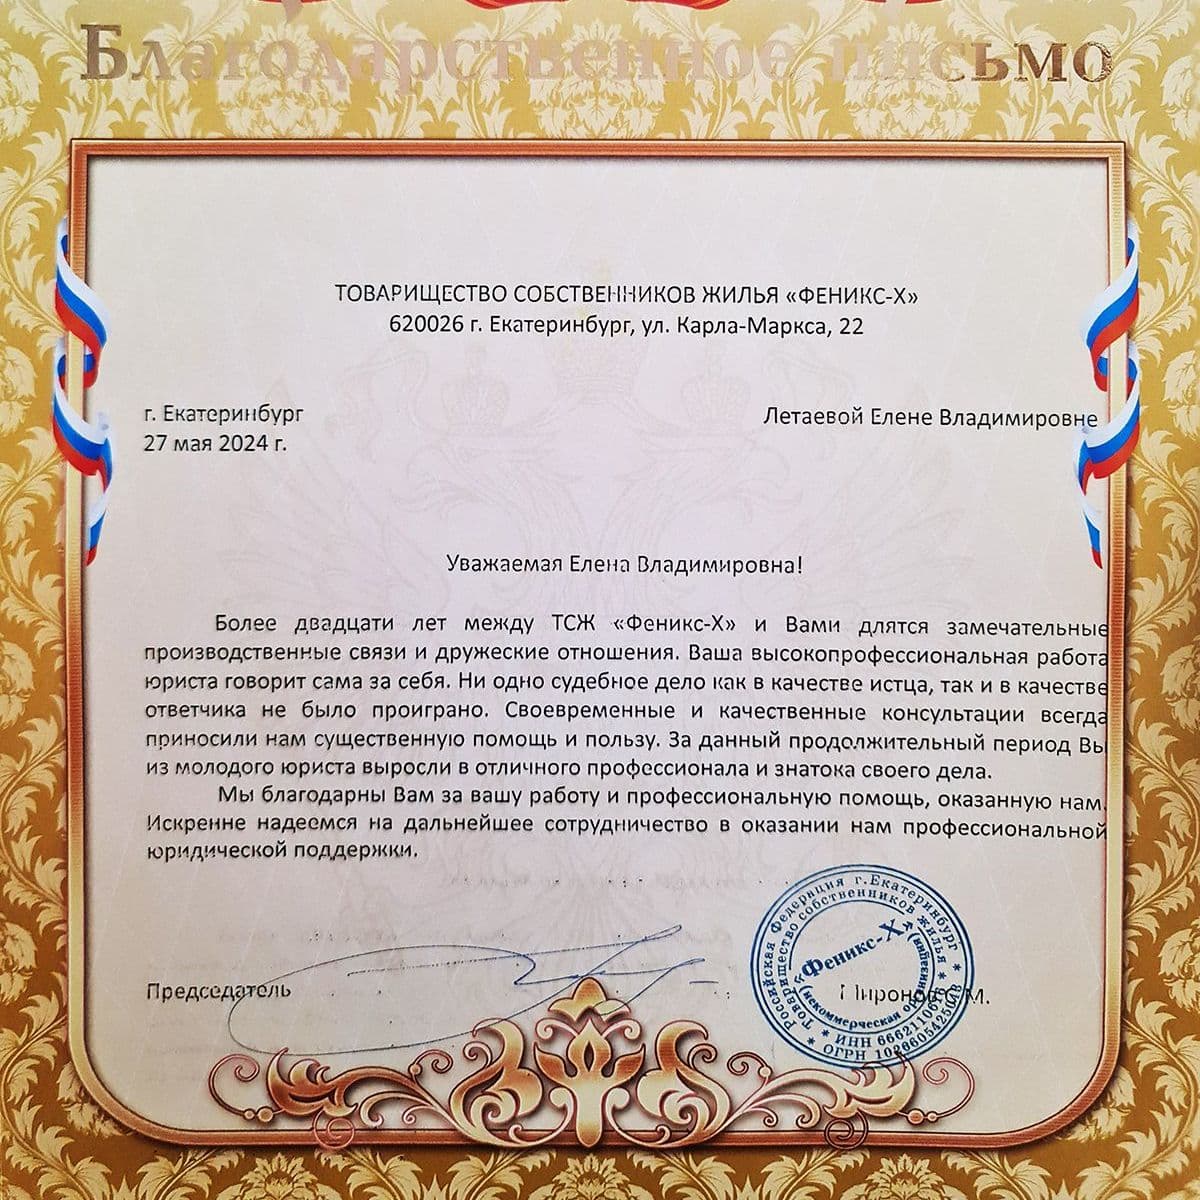 Благодарственное письмо
ТОВАРИЩЕСТВО СОБСТВЕННИКОВ ЖИЛЬЯ «ФЕНИКС-Х»
620026 г. Екатеринбург, ул. Карла-Маркса, 22
г. Екатеринбург
27 мая 2024 г.
Летаевой Елене Владимировне
Уважаемая Елена Владимировна!
Более двадцати лет между ТСЖ «Феникс-Х» и Вами длятся замечательные
производственные связи и дружеские отношения. Ваша высокопрофессиональная работа
юриста говорит сама за себя. Ни одно судебное дело как в качестве истца, так и в качестве
ответчика не было проиграно. Своевременные и качественные консультации всегда
приносили нам существенную помощь и пользу. За данный продолжительный период Вы
из молодого юриста выросли в отличного профессионала и знатока своего дела.
Мы благодарны Вам за вашу работу и профессиональную помощь, оказанную нам.
Искренне надеемся на дальнейшее сотрудничество в оказании нам профессиональной
юридической поддержки.
Председатель
Российская Федерация г.Екатеринбург
Товарищество собственников жилья
«Феникс-Х»
(некоммерческая организация)
ИНН
ОГРН